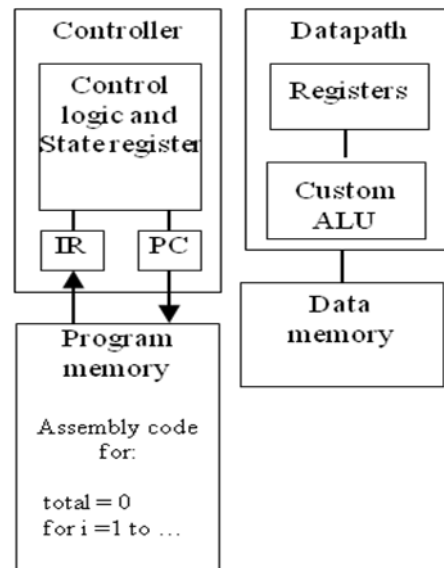 Controller
Control
logic and
State register
IR
PC
Datapath
Registers
Custom
ALU
Data
memory
Program
memory
Assembly code
for:
total = 0
for i =1 to ...